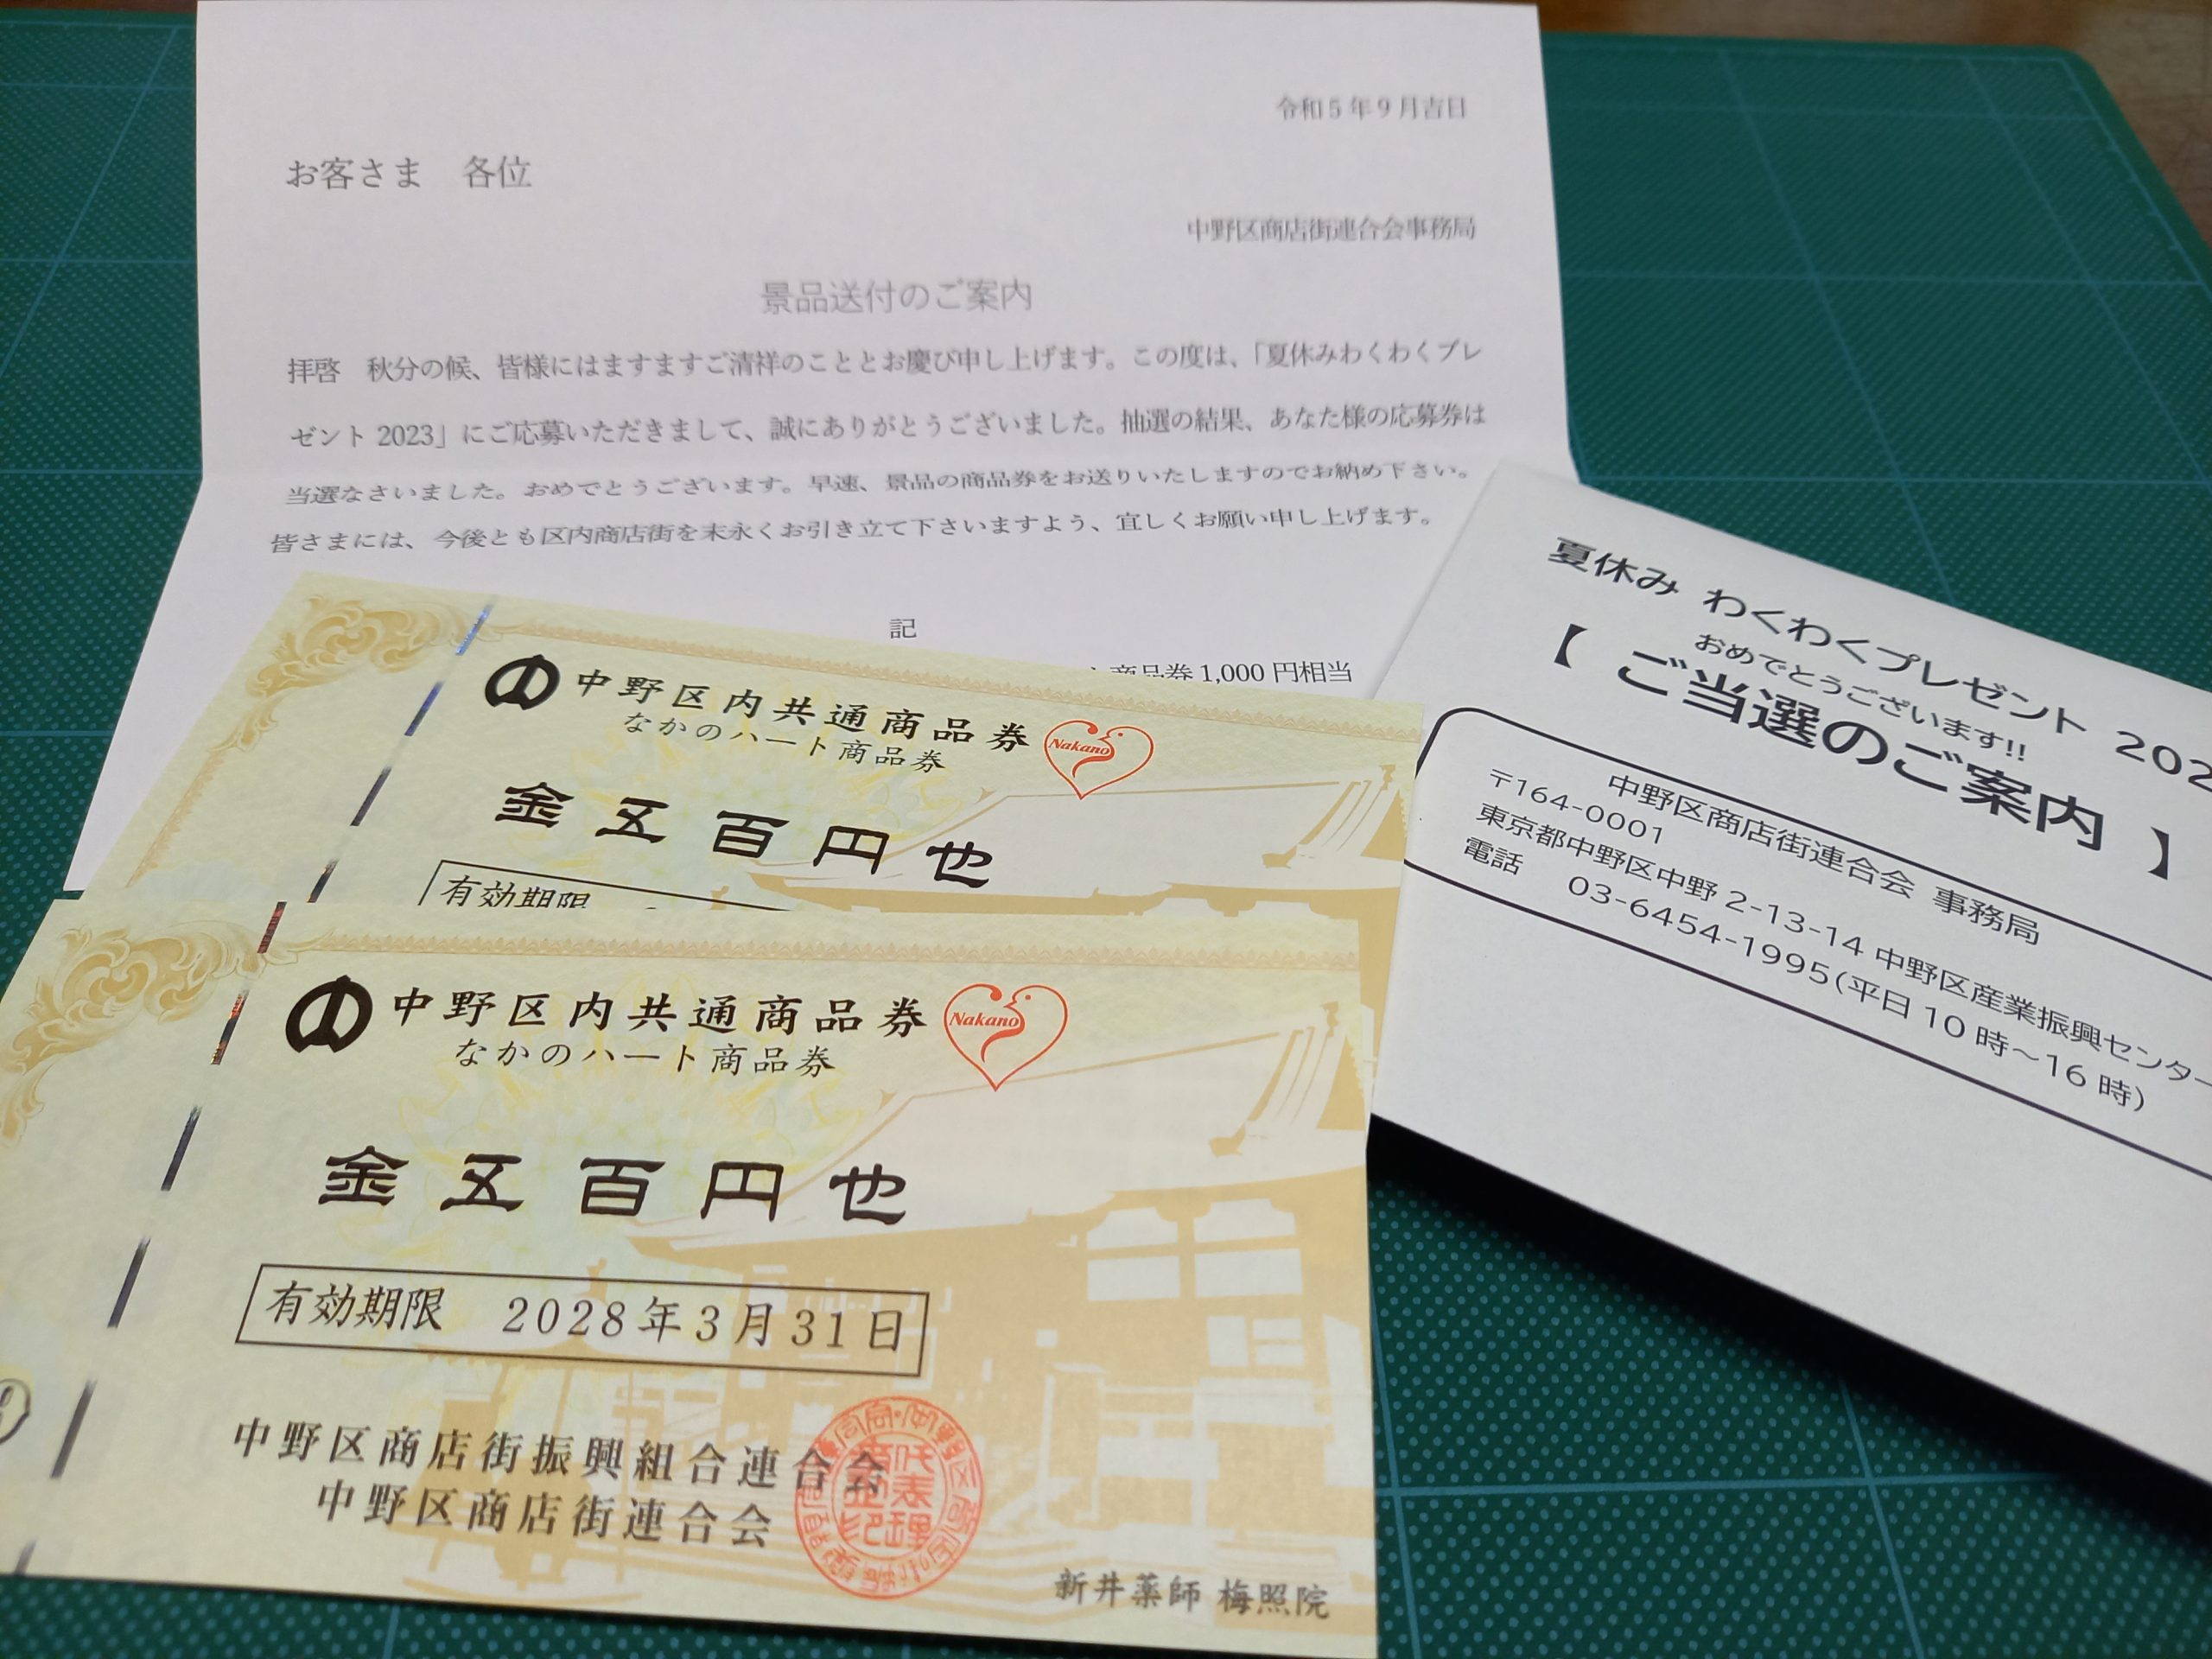 令和5年9月吉日
お客さま 各位
中野区商店街連合会事務局
景品送付のご案内
拝啓 秋分の候、皆様にはますますご清祥のこととお慶び申し上げます。この度は、「夏休みわくわくプレ
ゼント 2023」にご応募いただきまして、誠にありがとうございました。抽選の結果、あなた様の応募券は
当選なさいました。おめでとうございます。早速、景品の商品券をお送りいたしますのでお納め下さい。
皆さまには、今後とも区内商店街を末永くお引き立て下さいますよう、宜しくお願い申し上げます。
記
商品券 1,000 円相当
中野区内共通商品券
なかのハート商品券
Nakano
金五百円也
有効期限
中野区内共通商品券
なかのハート商品券
Nakano
金五百円也
有効期限 2028年3月31日
中野区商店街振興組合連合会
中野区商店街連合会
新井薬師 梅照院
夏休み わくわくプレゼント 202
おめでとうございます!!
【 ご当選のご案内 】
中野区商店街連合会 事務局
〒164-0001
東京都中野区中野 2-13-14 中野区産業振興センター
電話 03-6454-1995(平日 10 時～16 時)